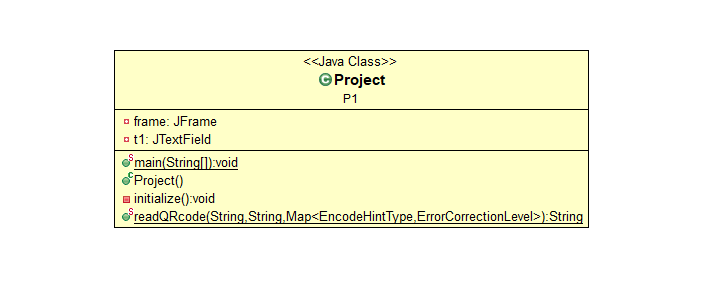 <<Java Class>>
Project
P1
frame: JFrame
t1: JTextField
main(String[]):void
Project()
initialize():void
readQRcode(String,String,Map<EncodeHintType,ErrorCorrectionLevel>):String